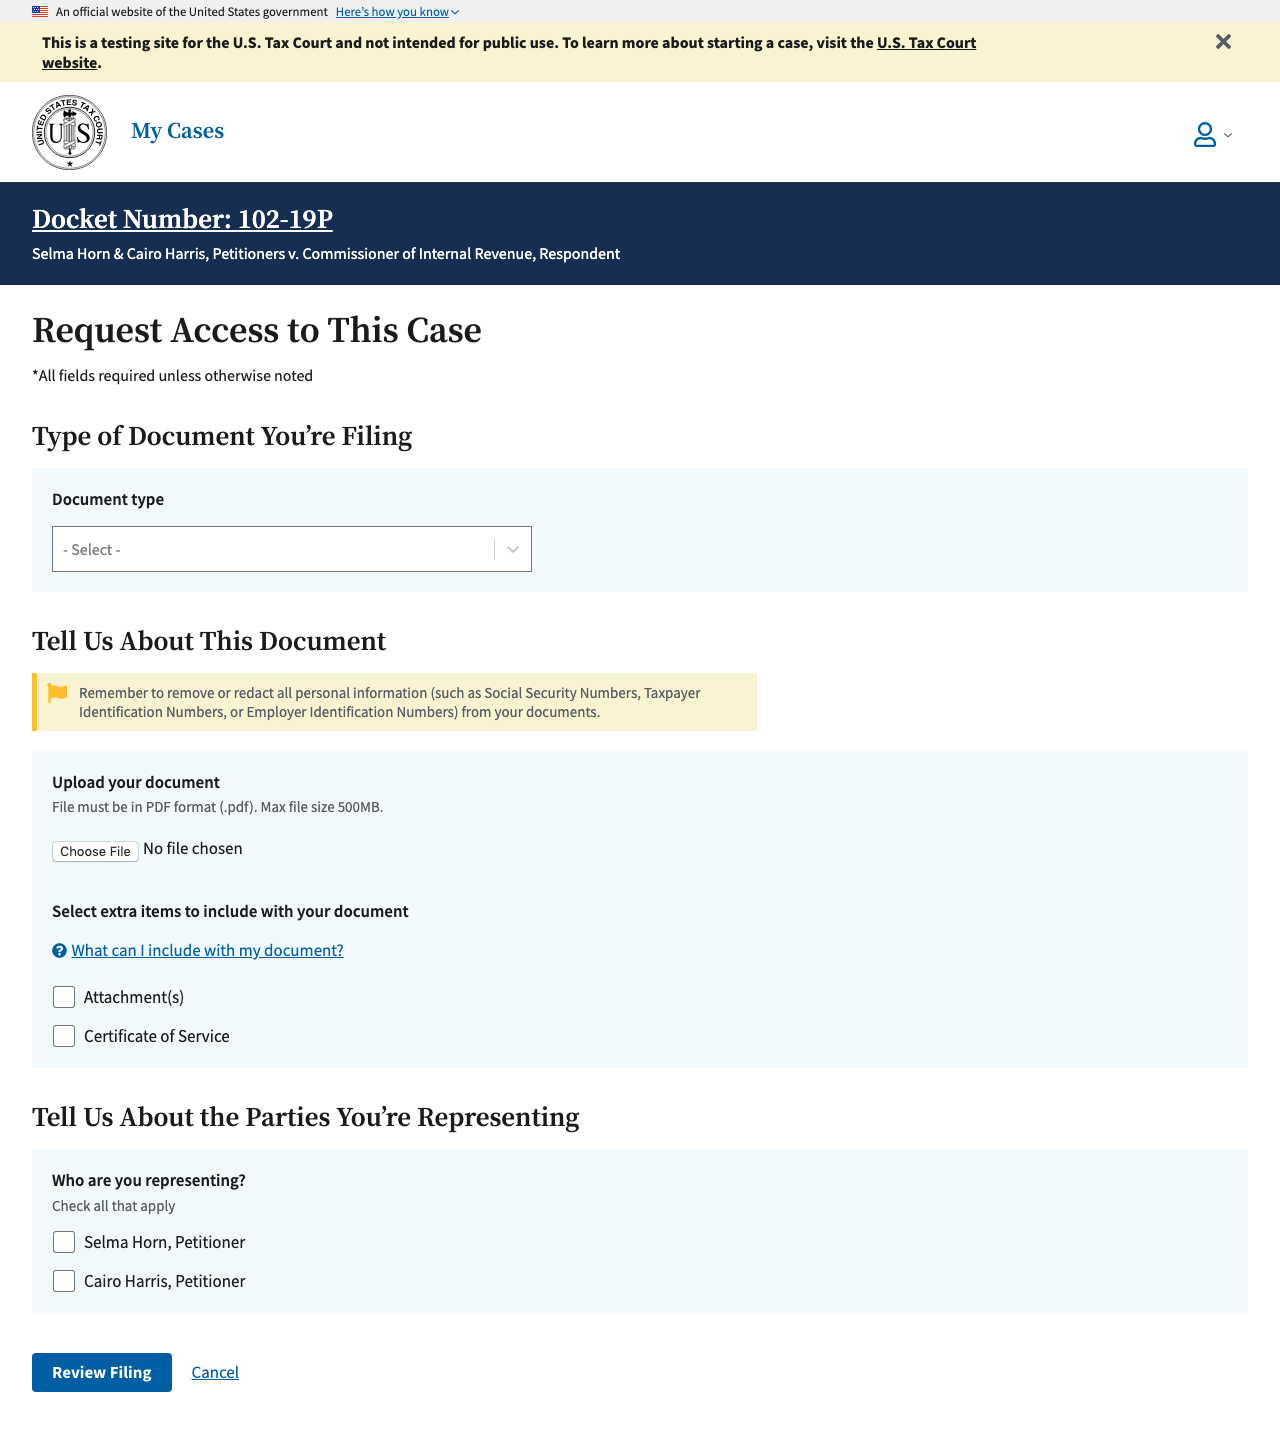 An official website of the United States government Here's how you know
This is a testing site for the U.S. Tax Court and not intended for public use. To learn more about starting a case, visit the U.S. Tax Court
website.
UNITED STATES TAX COURT
US
My Cases
Docket Number: 102-19P
Selma Horn & Cairo Harris, Petitioners v. Commissioner of Internal Revenue, Respondent
Request Access to This Case
*All fields required unless otherwise noted
Type of Document You’re Filing
Document type
- Select -
Tell Us About This Document
Remember to remove or redact all personal information (such as Social Security Numbers, Taxpayer
Identification Numbers, or Employer Identification Numbers) from your documents.
Upload your document
File must be in PDF format (.pdf). Max file size 500MB.
Choose File No file chosen
Select extra items to include with your document
What can I include with my document?
Attachment(s)
Certificate of Service
Tell Us About the Parties You’re Representing
Who are you representing?
Check all that apply
Selma Horn, Petitioner
Cairo Harris, Petitioner
Review Filing Cancel